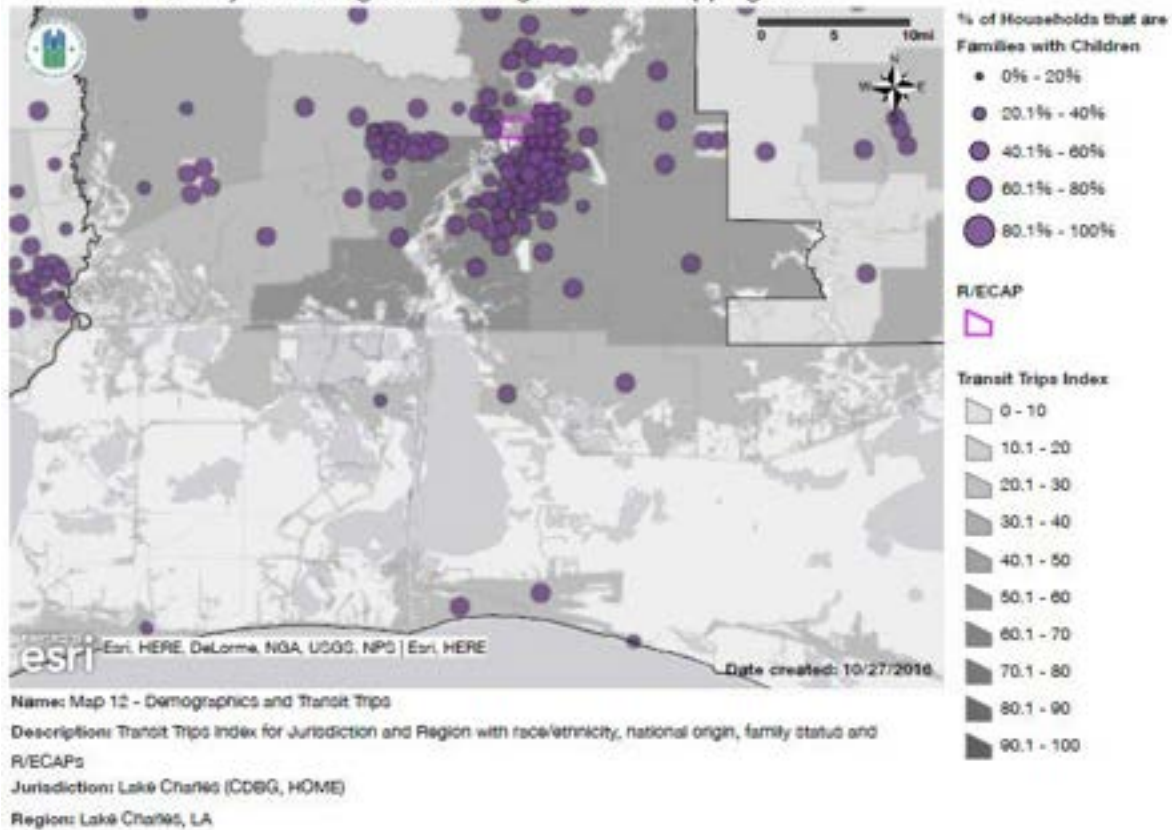 0 5 10mi
N
W E
esri
Esri, HERE, DeLorme, NGA, USGS, NPS | Esri, HERE
Date created: 10/27/2016
% of Households that are
Families with Children
0% - 20%
20.1% - 40%
40.1% - 60%
60.1% - 80%
80.1% - 100%
R/ECAP
Transit Trips Index
0 - 10
10.1 - 20
20.1 - 30
30.1 - 40
40.1 - 50
50.1 - 60
60.1 - 70
70.1 - 80
80.1 - 90
90.1 - 100
Name: Map 12 - Demographics and Transit Trips
Description: Transit Trips Index for Jurisdiction and Region with race/ethnicity, national origin, family status and
R/ECAPs
Jurisdiction: Lake Charles (CDBG, HOME)
Region: Lake Charles, LA